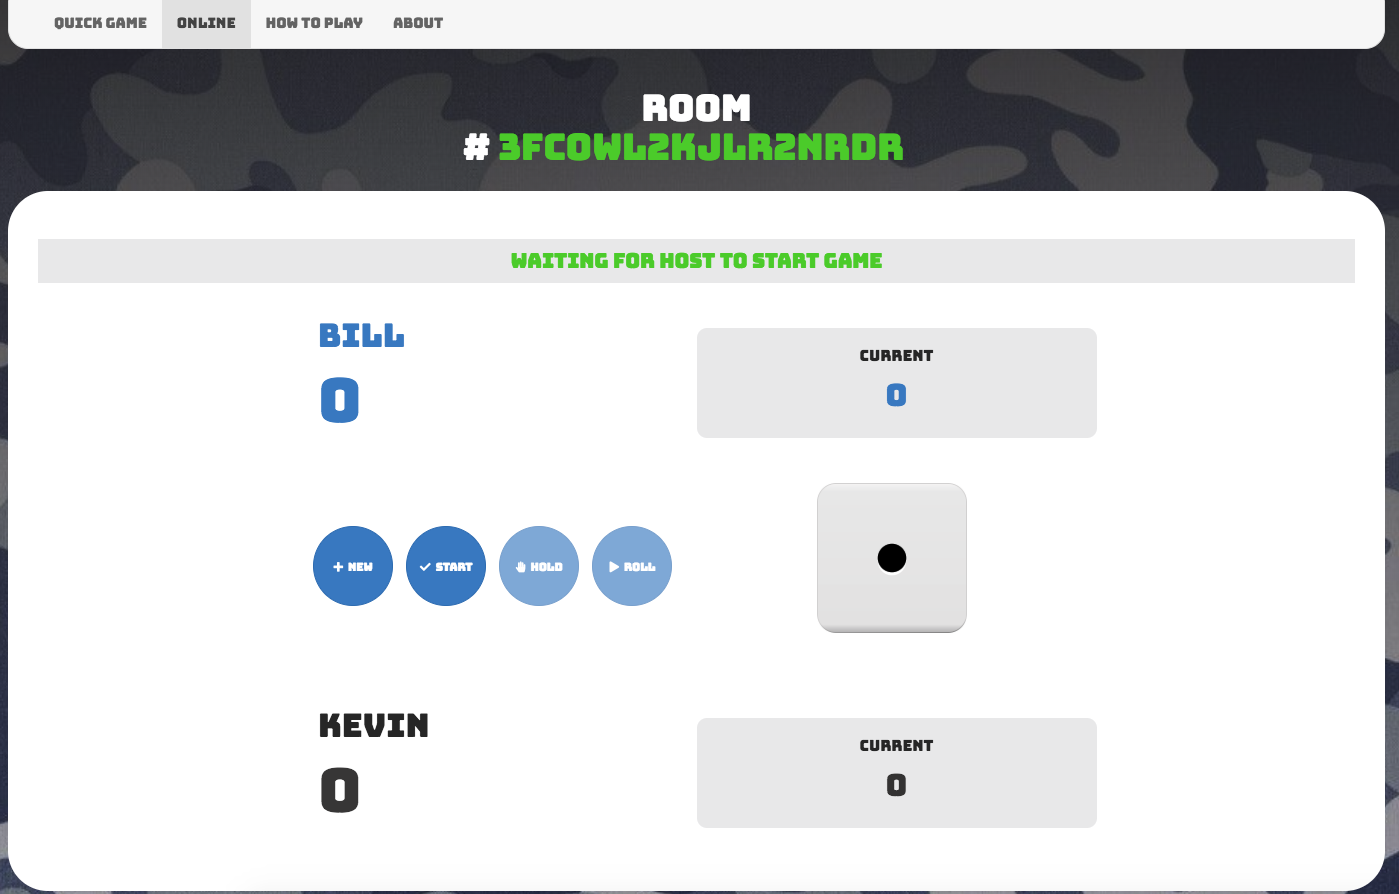 QUICK GAME ONLINE HOW TO PLAY ABOUT
ROOM
# 3FCOWL2KJLR2NRDR
WAITING FOR HOST TO START GAME
BILL
0
CURRENT
0
NEW START HOLD ROLL
KEVIN
0
CURRENT
0